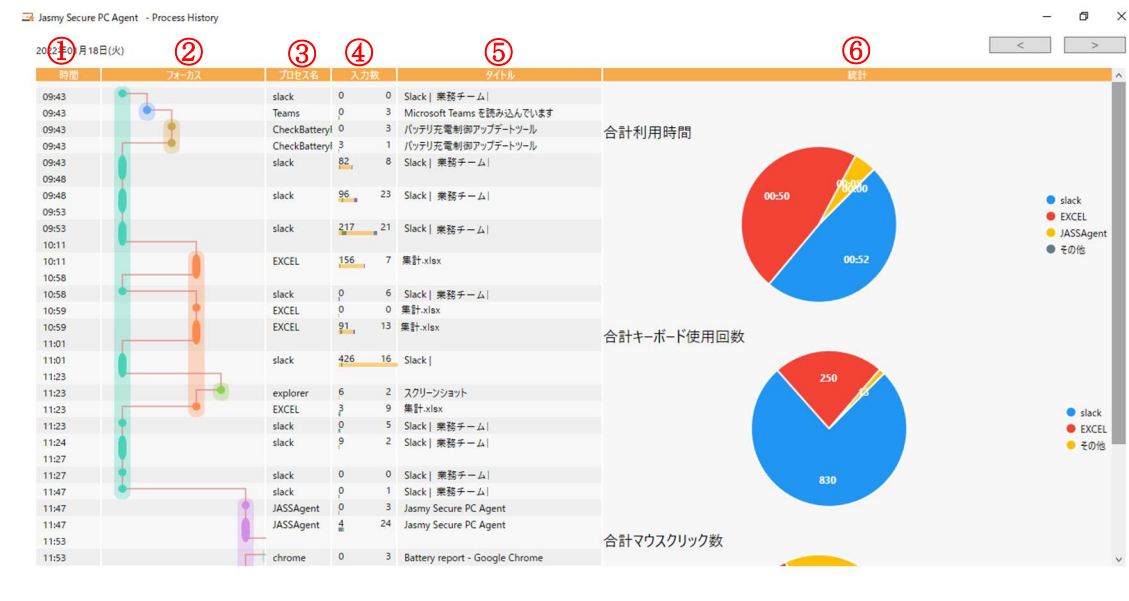 Jasmy Secure PC Agent - Process History
2022年01月18日(火)
① ② ③ ④ ⑤ ⑥
< >
時間 フォーカス プロセス名 入力数 タイトル 統計
09:43 slack 0 0 Slack | 業務チーム |
09:43 Teams 0 3 Microsoft Teams を読み込んでいます
09:43 CheckBatteryl 0 3 バッテリ充電制御アップデートツール
09:43 CheckBatteryl 3 1 バッテリ充電制御アップデートツール
09:43 slack 82 8 Slack | 業務チーム |
09:48
09:48 slack 96 23 Slack | 業務チーム |
09:53
09:53 slack 217 21 Slack | 業務チーム |
10:11
10:11 EXCEL 156 7 集計.xlsx
10:58
10:58 slack 0 6 Slack | 業務チーム |
10:59 EXCEL 0 0 集計.xlsx
10:59 EXCEL 91 13 集計.xlsx
11:01
11:01 slack 426 16 Slack |
11:23
11:23 explorer 6 2 スクリーンショット
11:23 EXCEL 3 9 集計.xlsx
11:23 slack 0 5 Slack | 業務チーム |
11:24 slack 9 2 Slack | 業務チーム |
11:27
11:27 slack 0 0 Slack | 業務チーム |
11:47 slack 0 1 Slack | 業務チーム |
11:47 JASSAgent 0 3 Jasmy Secure PC Agent
11:47 JASSAgent 4 24 Jasmy Secure PC Agent
11:53
11:53 chrome 0 3 Battery report - Google Chrome
合計利用時間
00:50
00:00
00:52
slack
EXCEL
JASSAgent
その他
合計キーボード使用回数
250
13
830
slack
EXCEL
その他
合計マウスクリック数